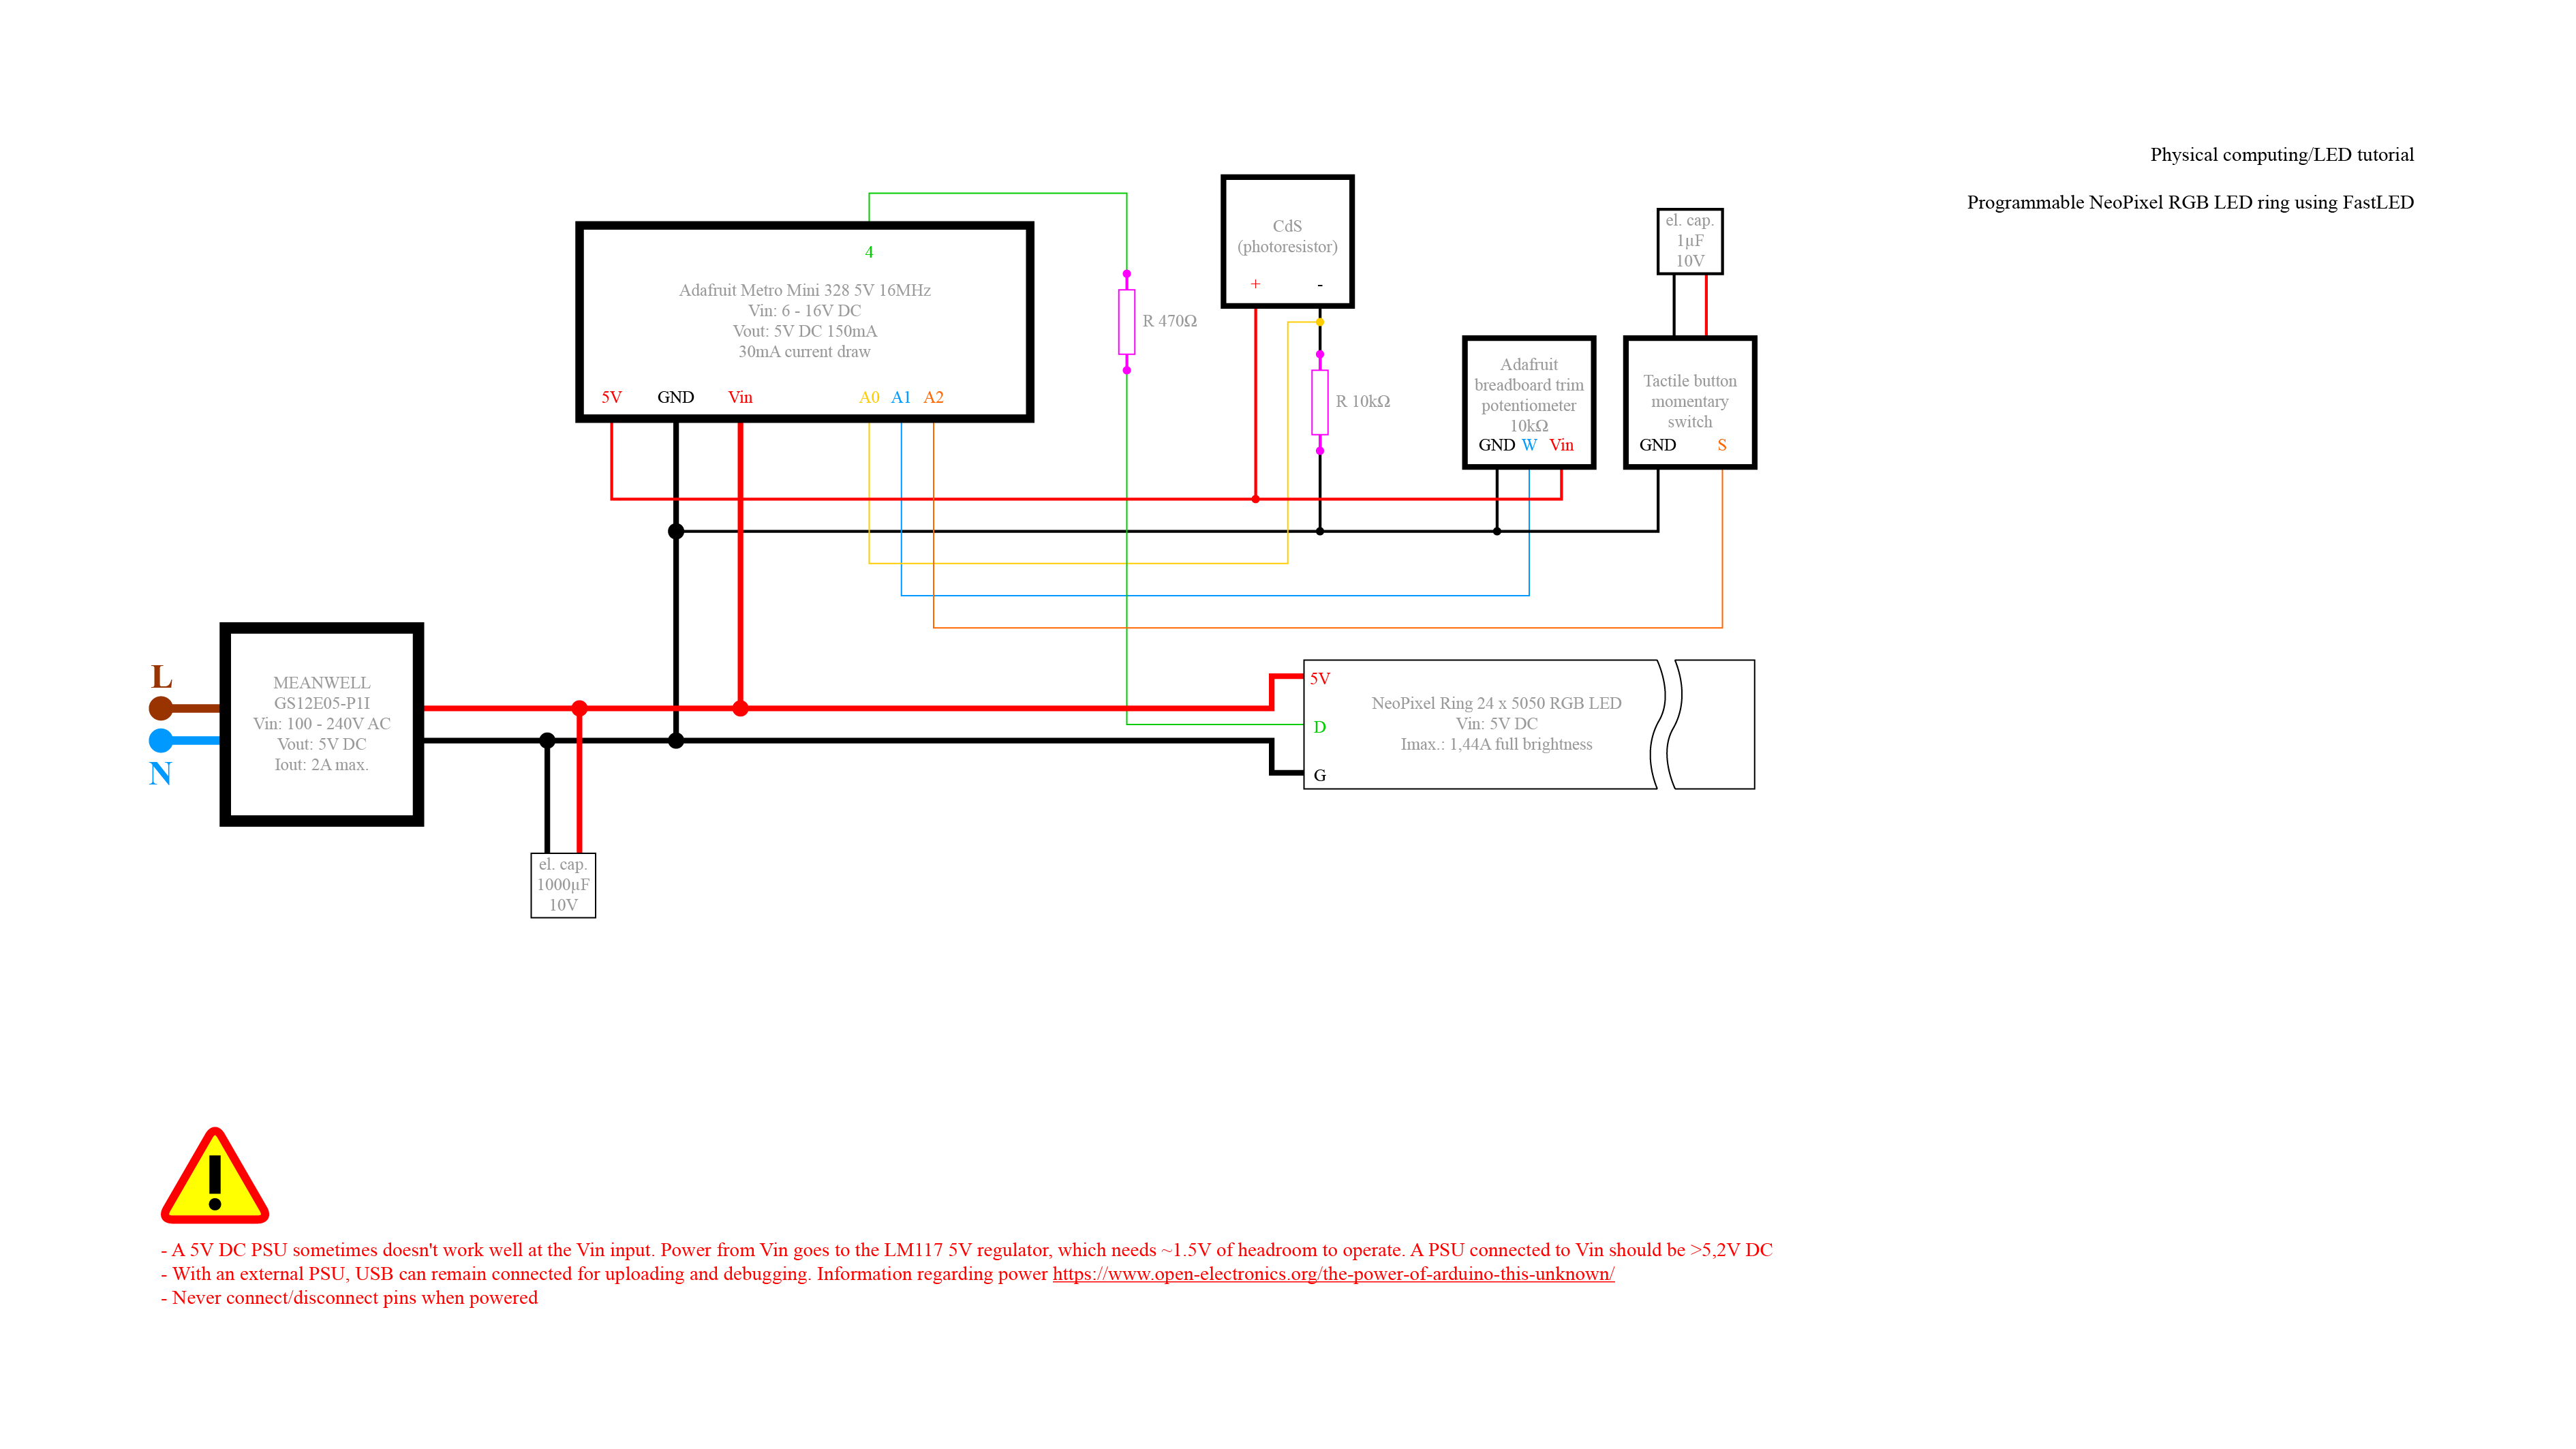 Physical computing/LED tutorial
Programmable NeoPixel RGB LED ring using FastLED
4
Adafruit Metro Mini 328 5V 16MHz
Vin: 6 - 16V DC
Vout: 5V DC 150mA
30mA current draw
5V GND Vin A0 A1 A2
R 470Ω
CdS
(photoresistor)
+ -
R 10kΩ
Adafruit
breadboard trim
potentiometer
10kΩ
GND W Vin
el. cap.
1µF
10V
Tactile button
momentary
switch
GND S
L
N
MEANWELL
GS12E05-P1I
Vin: 100 - 240V AC
Vout: 5V DC
Iout: 2A max.
el. cap.
1000µF
10V
5V
D
G
NeoPixel Ring 24 x 5050 RGB LED
Vin: 5V DC
Imax.: 1,44A full brightness
- A 5V DC PSU sometimes doesn't work well at the Vin input. Power from Vin goes to the LM117 5V regulator, which needs ~1.5V of headroom to operate. A PSU connected to Vin should be >5,2V DC
- With an external PSU, USB can remain connected for uploading and debugging. Information regarding power https://www.open-electronics.org/the-power-of-arduino-this-unknown/
- Never connect/disconnect pins when powered